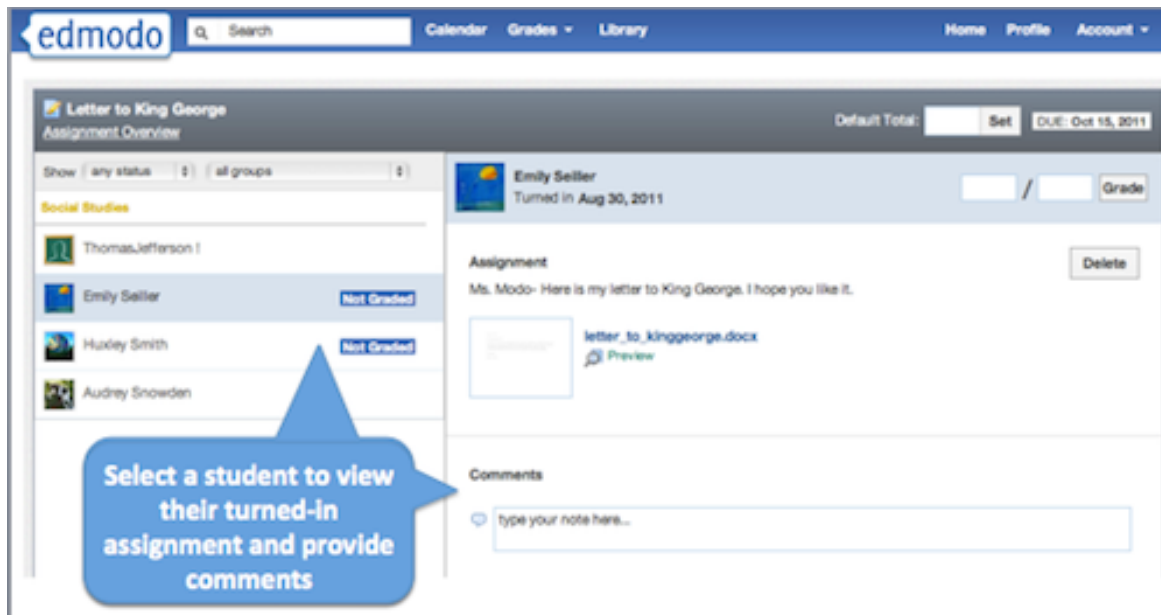 edmodo Search Calendar Grades Library Home Profile Account
Letter to King George
Assignment Overview
Default Total: Set DUE: Oct 15, 2011
Show any status all groups
Social Studies
ThomasJefferson !
Emily Seiller Not Graded
Huxley Smith Not Graded
Audrey Snowden
Emily Seiller
Turned in Aug 30, 2011
/ Grade
Assignment
Delete
Ms. Modo- Here is my letter to King George. I hope you like it.
letter_to_kinggeorge.docx
Preview
Comments
type your note here...
Select a student to view
their turned-in
assignment and provide
comments